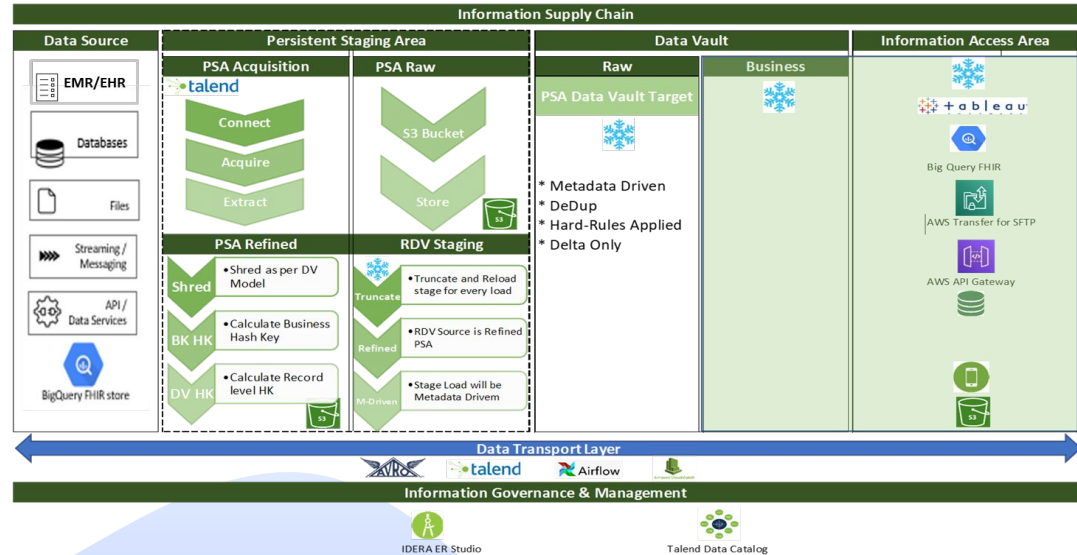 Information Supply Chain
Data Source
Persistent Staging Area
Data Vault
Information Access Area
EMR/EHR
Databases
Files
Streaming /
Messaging
API /
Data Services
BigQuery FHIR store
PSA Acquisition
talend
Connect
Acquire
Extract
PSA Raw
S3 Bucket
Store
S3
PSA Refined
Shred
•Shred as per DV
Model
BK HK
•Calculate Business
Hash Key
DV HK
•Calculate Record
level HK
S3
RDV Staging
Truncate
•Truncate and Reload
stage for every load
Refined
•RDV Source is Refined
PSA
M-Driven
•Stage Load will be
Metadata Drivem
Raw
PSA Data Vault Target
* Metadata Driven
* DeDup
* Hard-Rules Applied
* Delta Only
Business
+ a b l e a u
Big Query FHIR
AWS Transfer for SFTP
AWS API Gateway
S3
Data Transport Layer
AVRO
talend
Airflow
Information Governance & Management
IDERA ER Studio
Talend Data Catalog